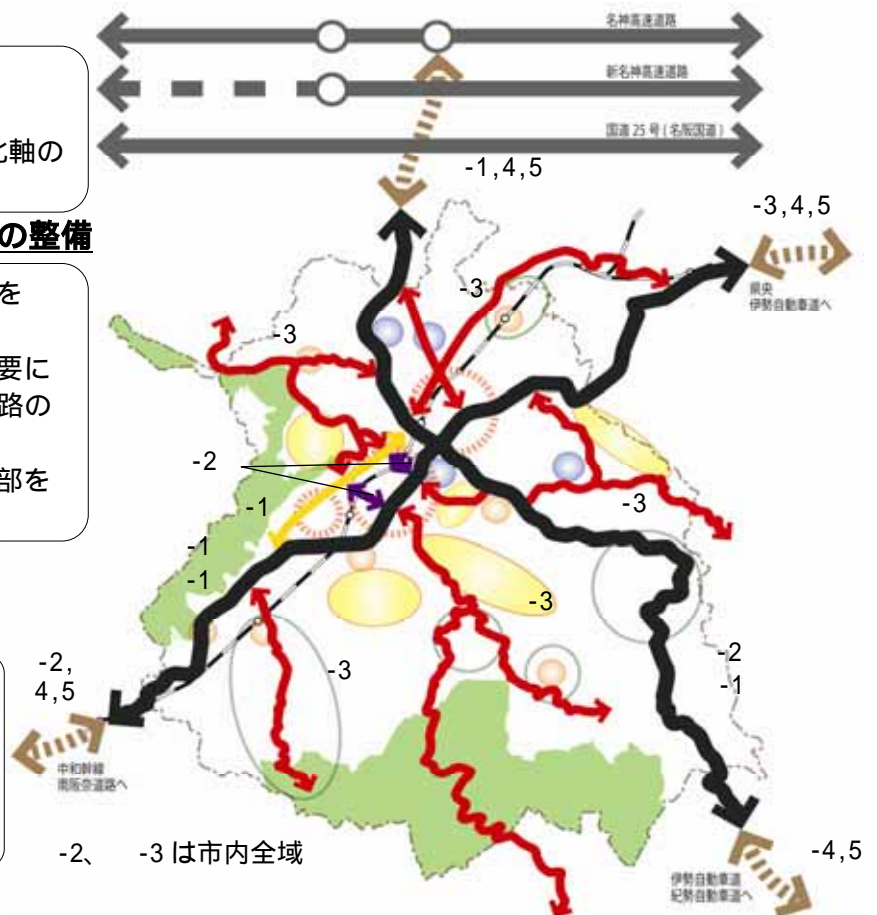 名神高速道路
新名神高速道路
国道25号(名阪国道)
化軸の
の整備
を
要に
路の
部を
-1,4,5
-3,4,5
県央
伊勢自動車道へ
-3
-3
-2
-1
-1
-1
-3
-3
-3
-2
-1
-2,
4,5
中和幹線
南阪奈道路へ
-2、 -3は市内全域
-4,5
伊勢自動車道
紀勢自動車道へ